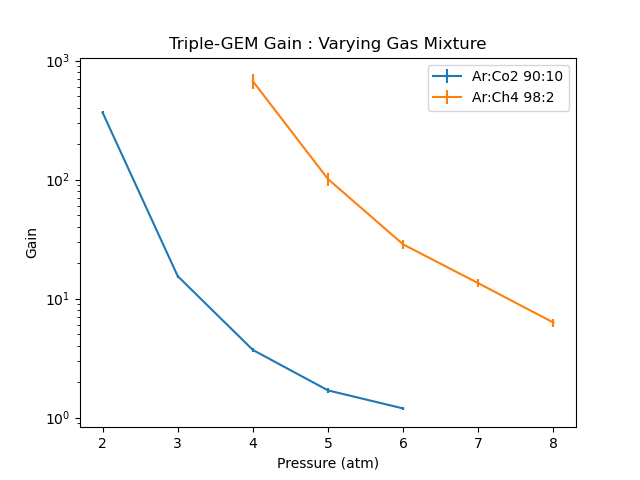 Triple-GEM Gain : Varying Gas Mixture
Ar:Co2 90:10
Ar:Ch4 98:2
Gain
10³
10²
10¹
10⁰
2 3 4 5 6 7 8
Pressure (atm)